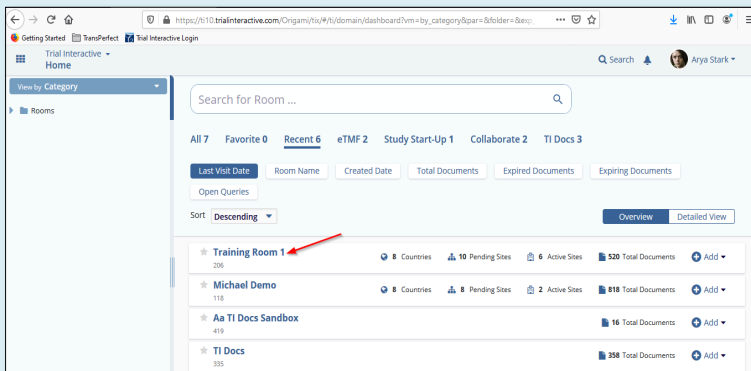 https://ti10.trialinteractive.com/Origami/tix/#/ti/domain/dashboard?vm=by_category&par=&folder=&exp
Getting Started TransPerfect Trial Interactive Login
Trial Interactive
Home
Search
Arya Stark
View by Category
Rooms
Search for Room ...
All 7 Favorite 0 Recent 6 eTMF 2 Study Start-Up 1 Collaborate 2 TI Docs 3
Last Visit Date Room Name Created Date Total Documents Expired Documents Expiring Documents
Open Queries
Sort Descending Overview Detailed View
Training Room 1 8 Countries 10 Pending Sites 6 Active Sites 520 Total Documents Add
206
Michael Demo 8 Countries 8 Pending Sites 2 Active Sites 818 Total Documents Add
118
Aa TI Docs Sandbox 16 Total Documents Add
419
TI Docs 358 Total Documents Add
335